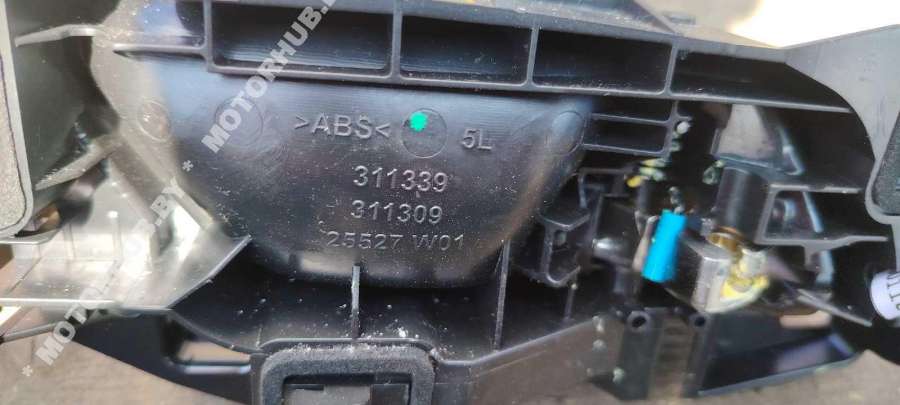 * MOTORHUB.BY * MOTORHUB.BY *
>ABS<
5L
311339
311309
25527 W01